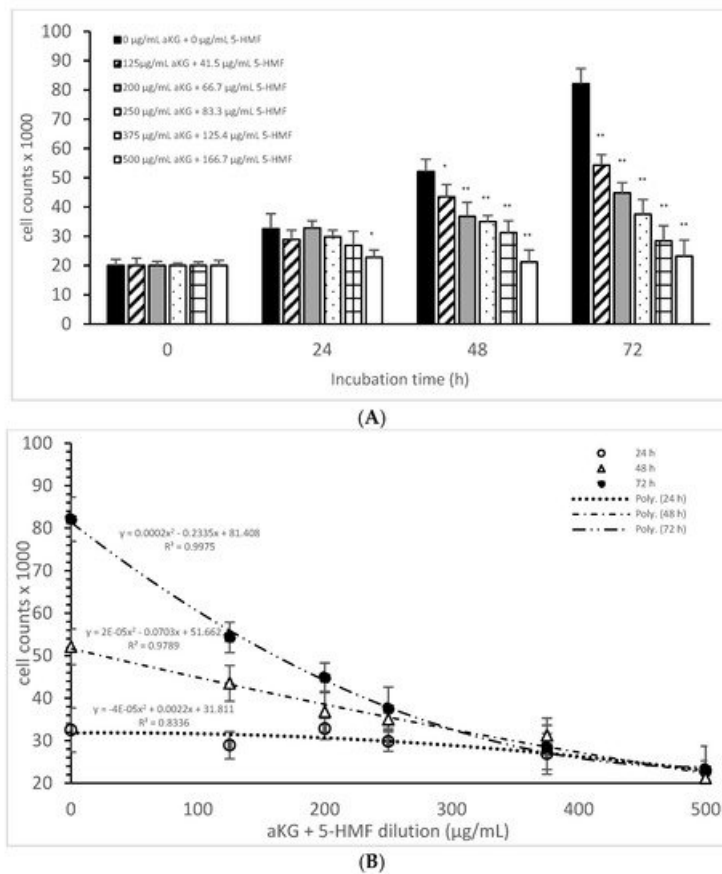 100
90
80
70
60
50
40
30
20
10
0
cell counts x 1000
0 µg/mL aKG + 0 µg/mL 5-HMF
125µg/mL aKG + 41.5 µg/mL 5-HMF
200 µg/mL aKG + 66.7 µg/mL 5-HMF
250 µg/mL aKG + 83.3 µg/mL 5-HMF
375 µg/mL aKG + 125.4 µg/mL 5-HMF
500 µg/mL aKG + 166.7 µg/mL 5-HMF
*
* ** ** ** **
** ** ** ** **
0 24 48 72
Incubation time (h)
(A)
100
90
80
70
60
50
40
30
20
cell counts x 1000
24 h
48 h
72 h
Poly. (24 h)
Poly. (48 h)
Poly. (72 h)
y = 0.0002x² - 0.2335x + 81.408
R² = 0.9975
y = 2E-05x² - 0.0703x + 51.662
R² = 0.9789
y = -4E-05x² + 0.0022x + 31.811
R² = 0.8336
0 100 200 300 400 500
aKG + 5-HMF dilution (µg/mL)
(B)